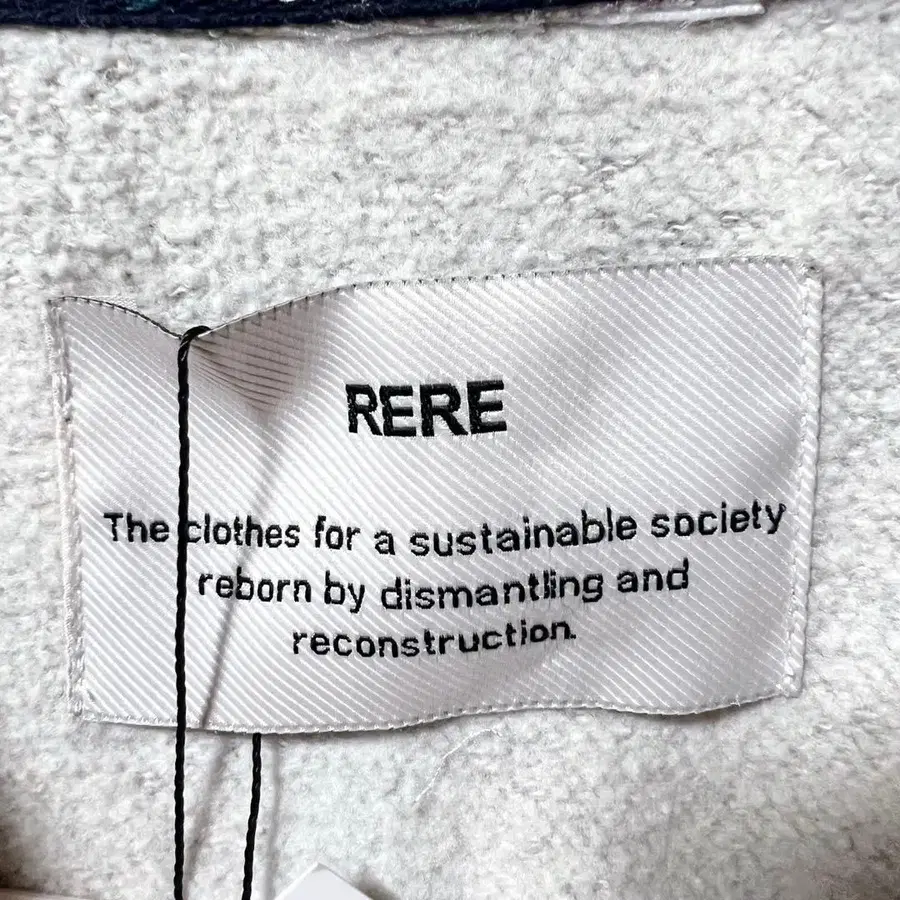 RERE
The clothes for a sustainable society
reborn by dismantling and
reconstruction.